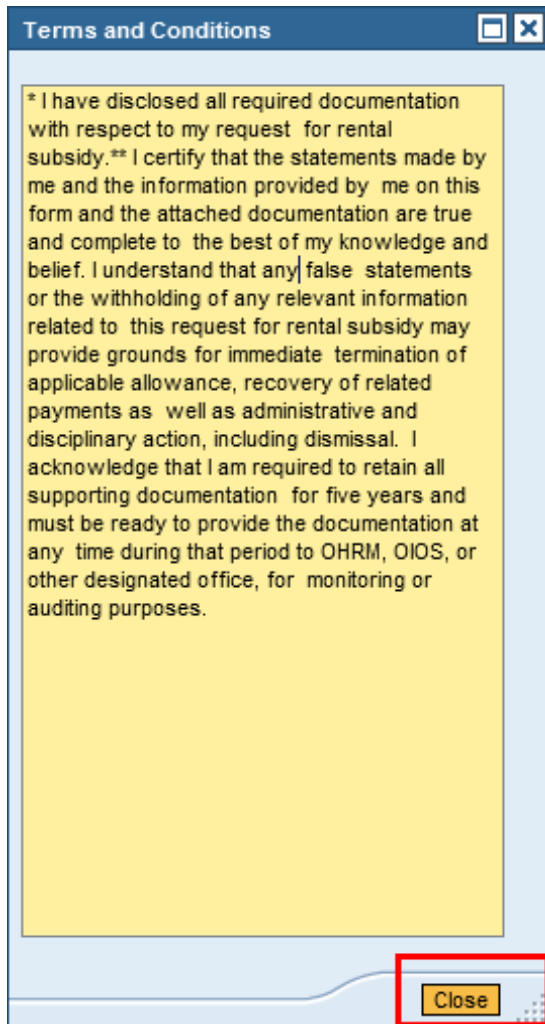 Terms and Conditions
* I have disclosed all required documentation
with respect to my request  for rental
subsidy.** I certify that the statements made by
me and the information provided by  me on this
form and the attached documentation are true
and complete to  the best of my knowledge and
belief. I understand that any false  statements
or the withholding of any relevant information
related to  this request for rental subsidy may
provide grounds for immediate  termination of
applicable allowance, recovery of related
payments as  well as administrative and
disciplinary action, including dismissal.  I
acknowledge that I am required to retain all
supporting documentation  for five years and
must be ready to provide the documentation at
any  time during that period to OHRM, OIOS, or
other designated office, for  monitoring or
auditing purposes.
Close